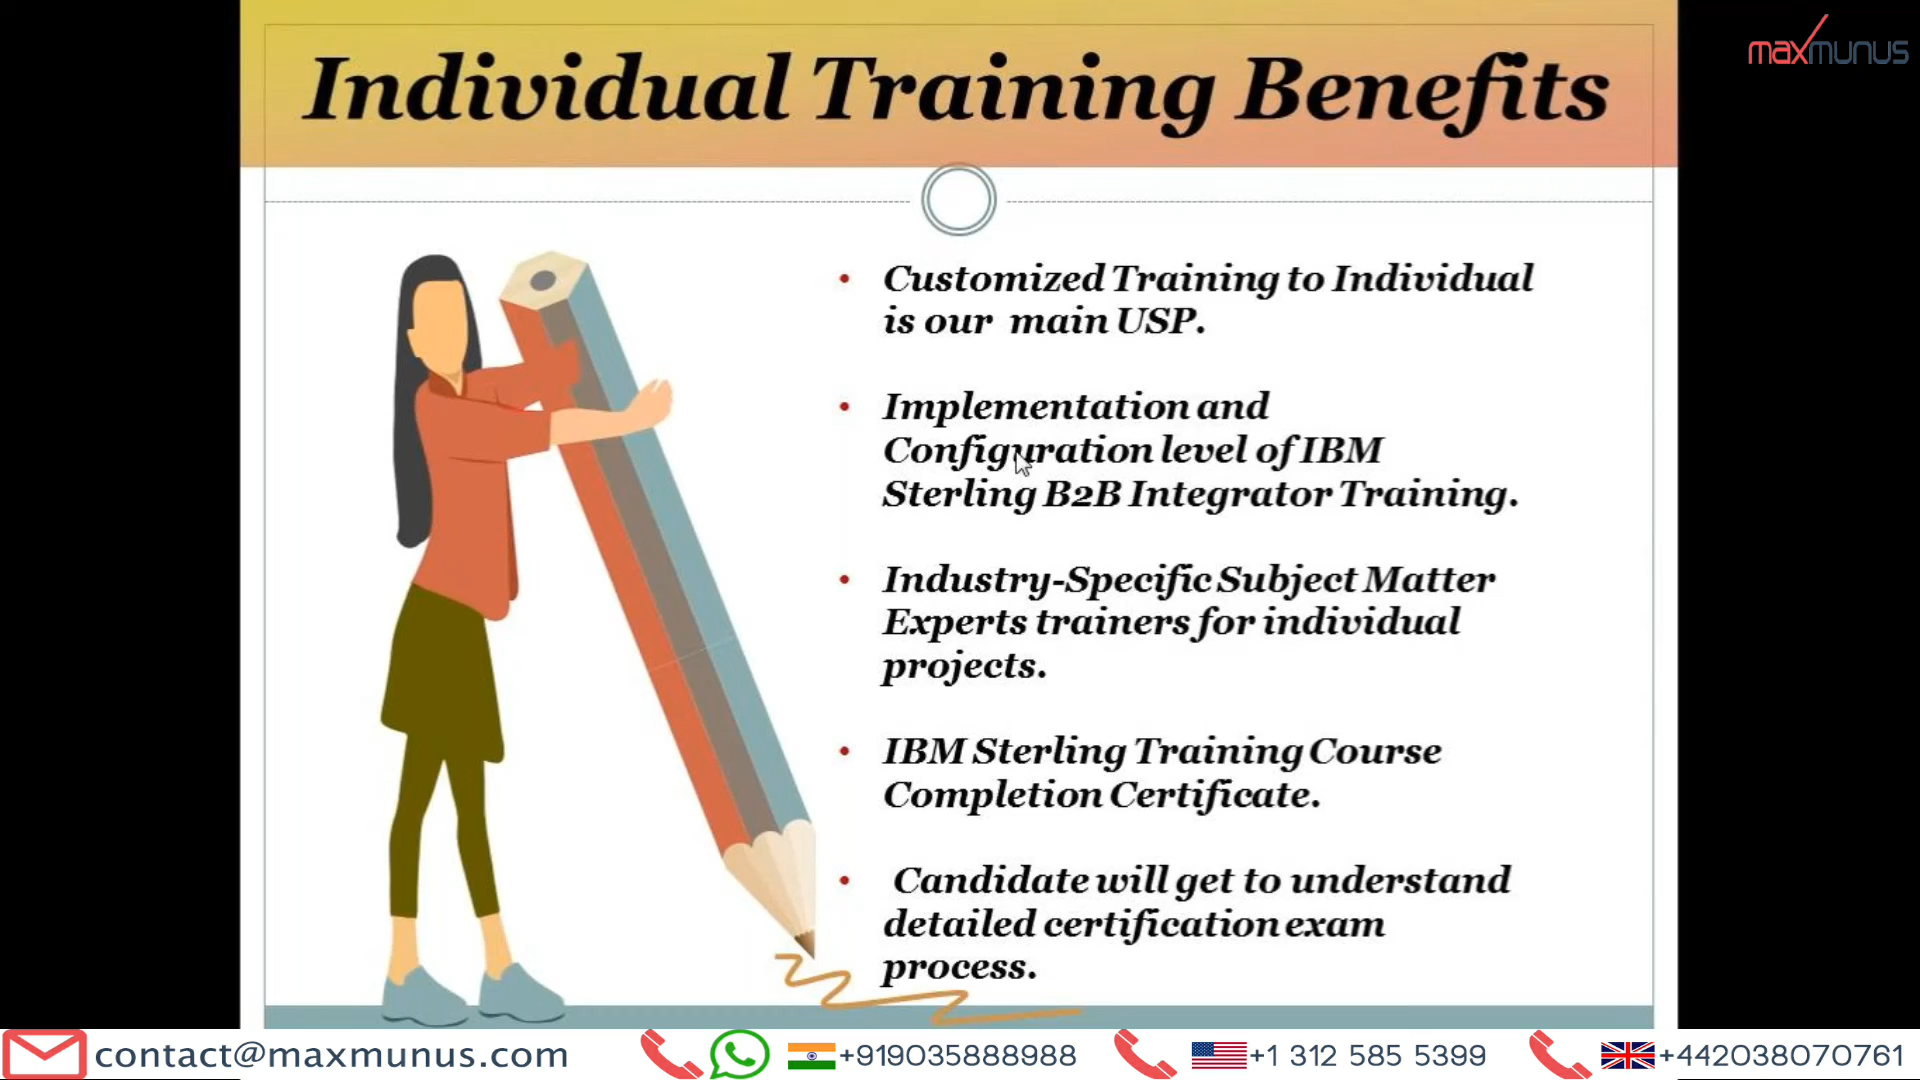 maxmunus
Individual Training Benefits
• Customized Training to Individual
is our main USP.
• Implementation and
Configuration level of IBM
Sterling B2B Integrator Training.
• Industry-Specific Subject Matter
Experts trainers for individual
projects.
• IBM Sterling Training Course
Completion Certificate.
• Candidate will get to understand
detailed certification exam
process.
contact@maxmunus.com +919035888988 +1 312 585 5399 +442038070761